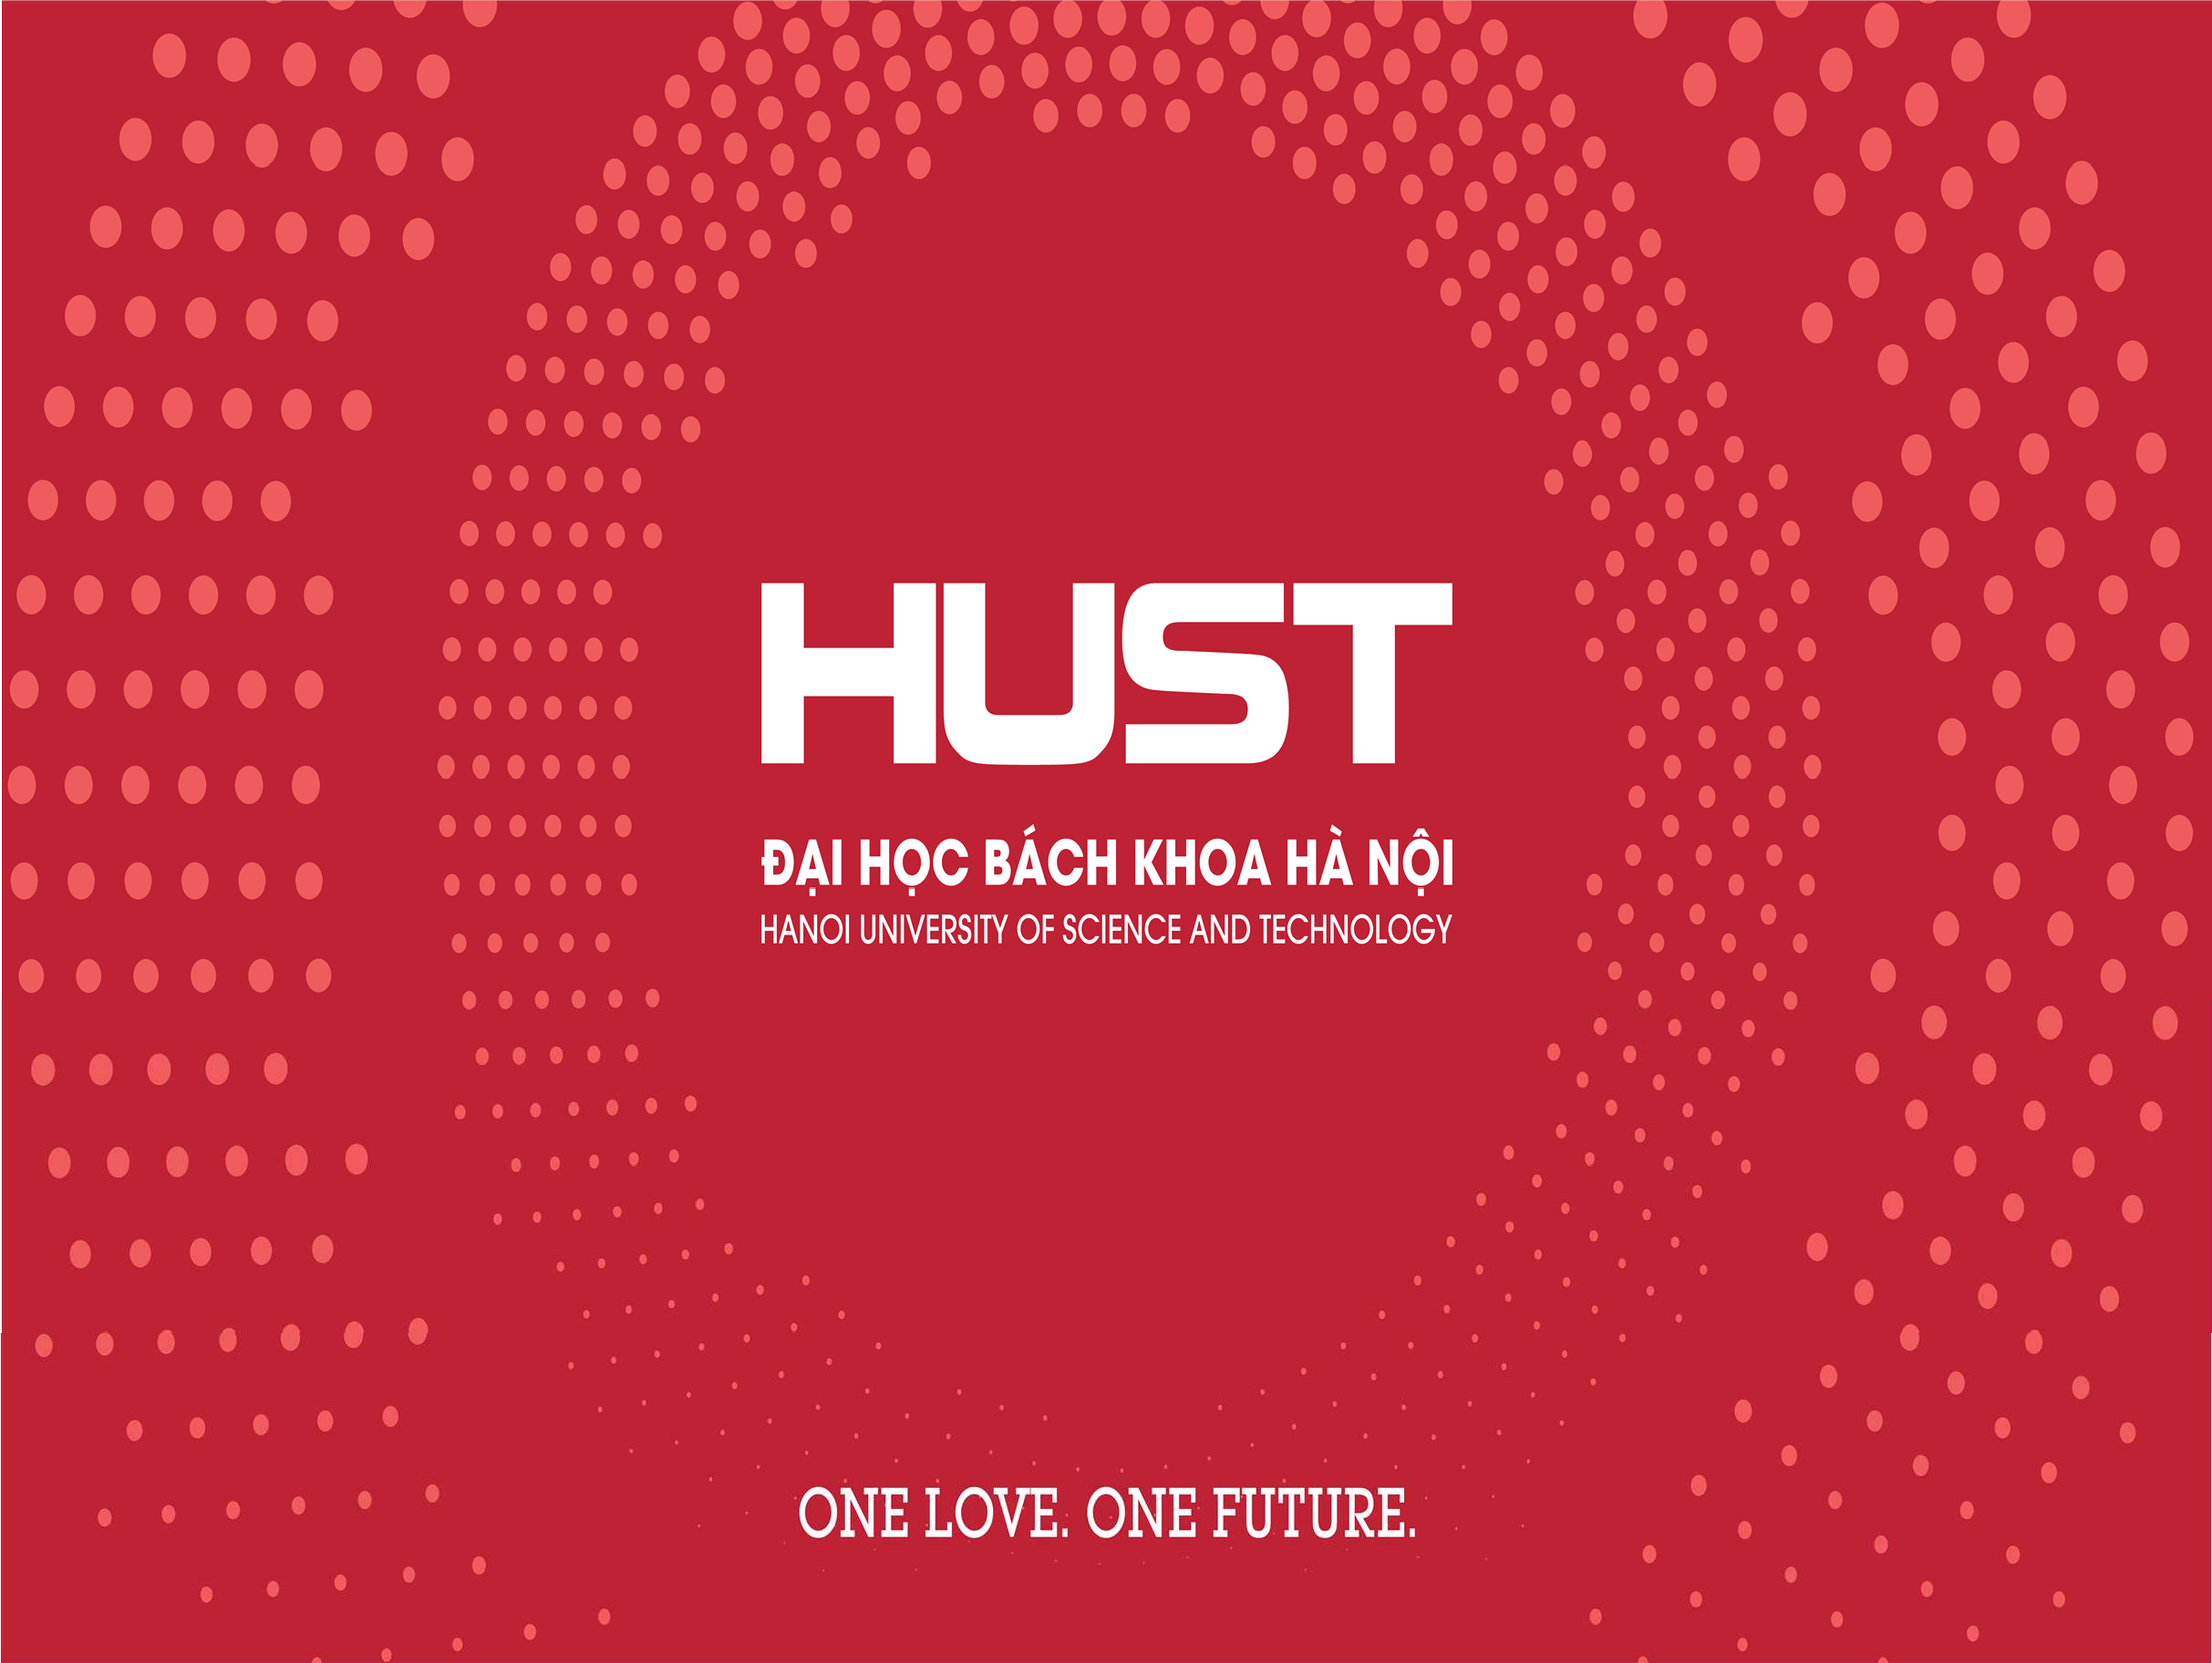 HUST
ĐẠI HỌC BÁCH KHOA HÀ NỘI
HANOI UNIVERSITY OF SCIENCE AND TECHNOLOGY
ONE LOVE. ONE FUTURE.